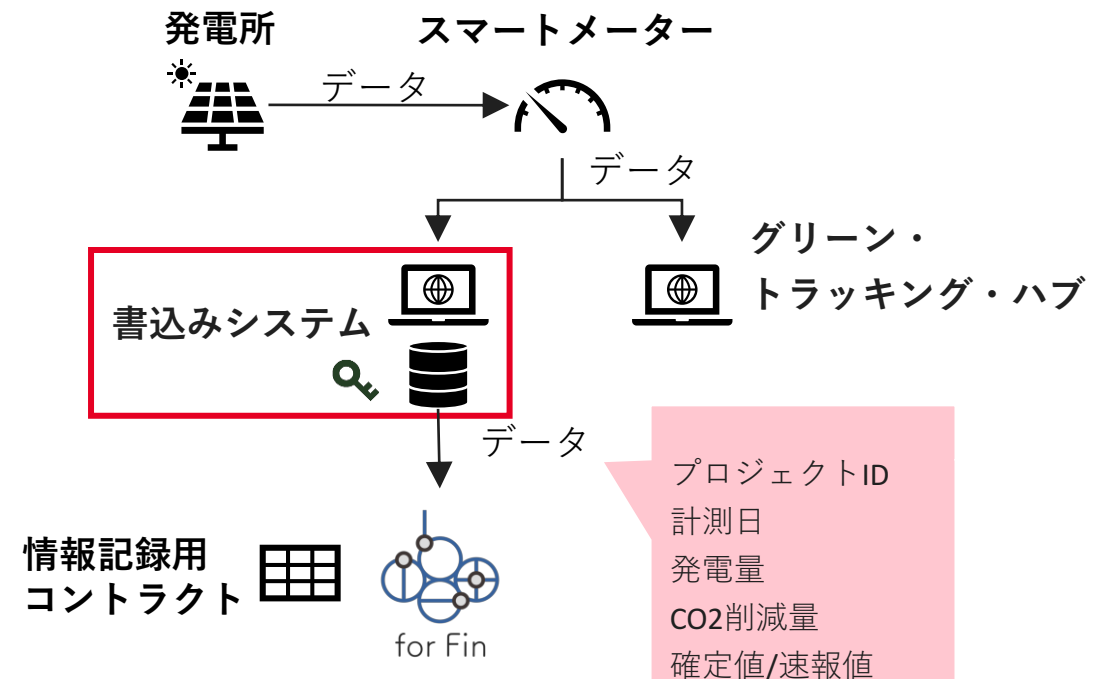 発電所
スマートメーター
データ
データ
グリーン・
トラッキング・ハブ
書込みシステム
データ
プロジェクトID
計測日
発電量
CO2削減量
確定値/速報値
情報記録用
コントラクト
for Fin